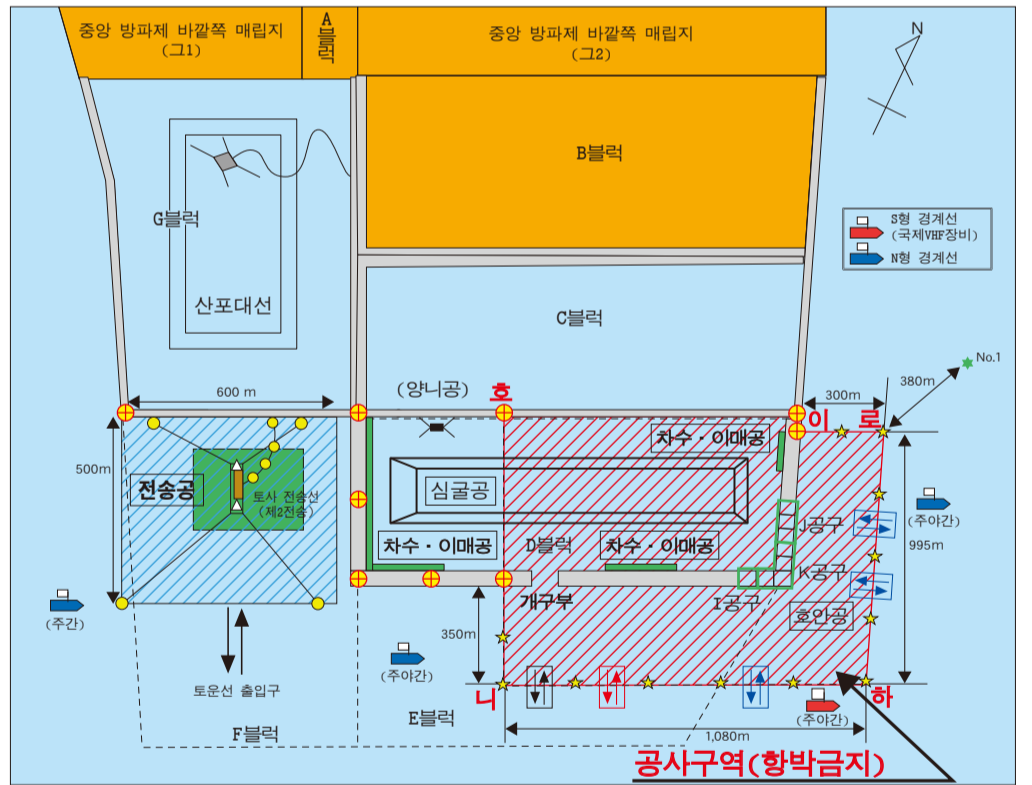 중앙 방파제 바깥쪽 매립지
(그1)
A블럭
중앙 방파제 바깥쪽 매립지
(그2)
N
B블럭
G블럭
S형 경계선
(국제VHF장비)
N형 경계선
산포대선
C블럭
No.1
380m
600 m
(양니공)
호
300m
이
로
차수・이매공
500m
전송공
토사 전송선
(제2전송)
심굴공
J공구
(주야간)
995m
차수・이매공
D블럭
차수・이매공
K공구
I공구
개구부
호안공
(주간)
350m
(주야간)
토운선 출입구
니
하
(주야간)
E블럭
F블럭
1,080m
공사구역(항박금지)